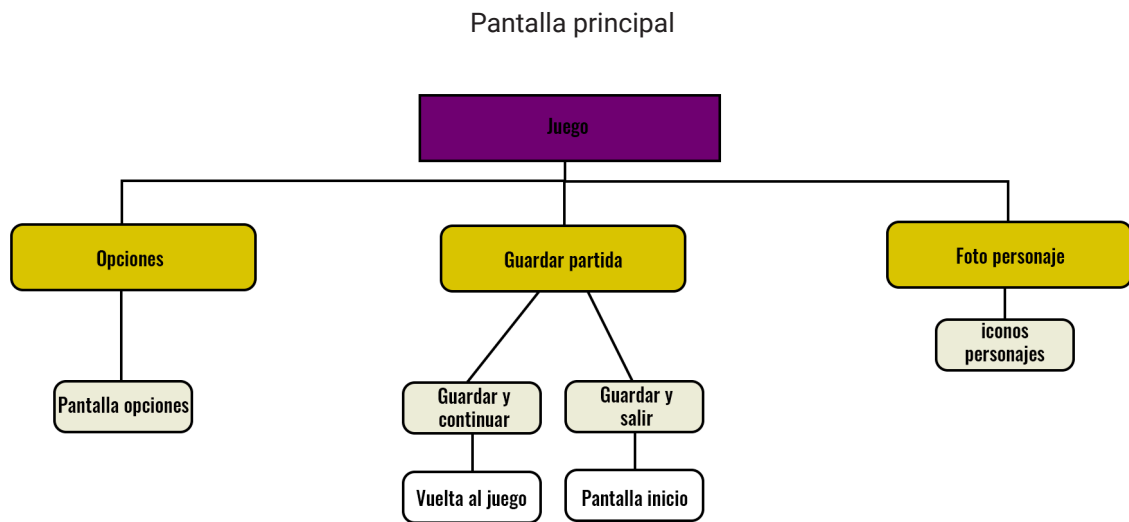 Pantalla principal
Juego
Opciones
Guardar partida
Foto personaje
iconos
personajes
Pantalla opciones
Guardar y
continuar
Guardar y
salir
Vuelta al juego
Pantalla inicio